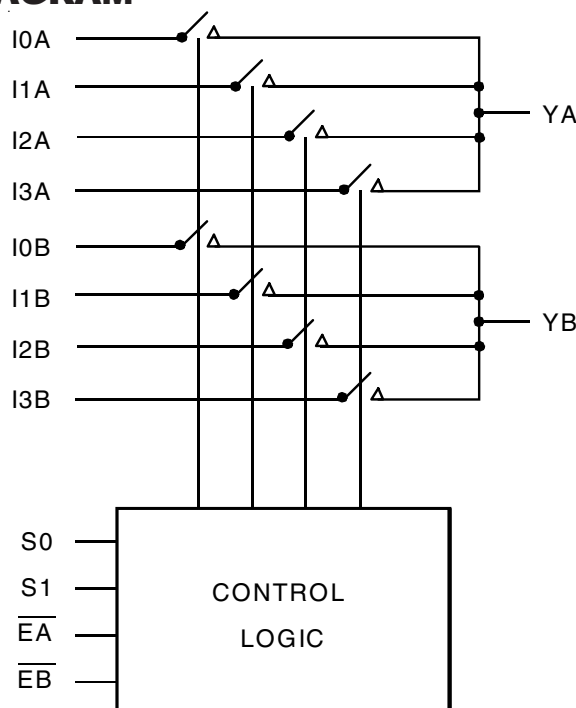 I0A
I1A
YA
I2A
I3A
I0B
I1B
YB
I2B
I3B
S0
S1
CONTROL
LOGIC
EA
EB